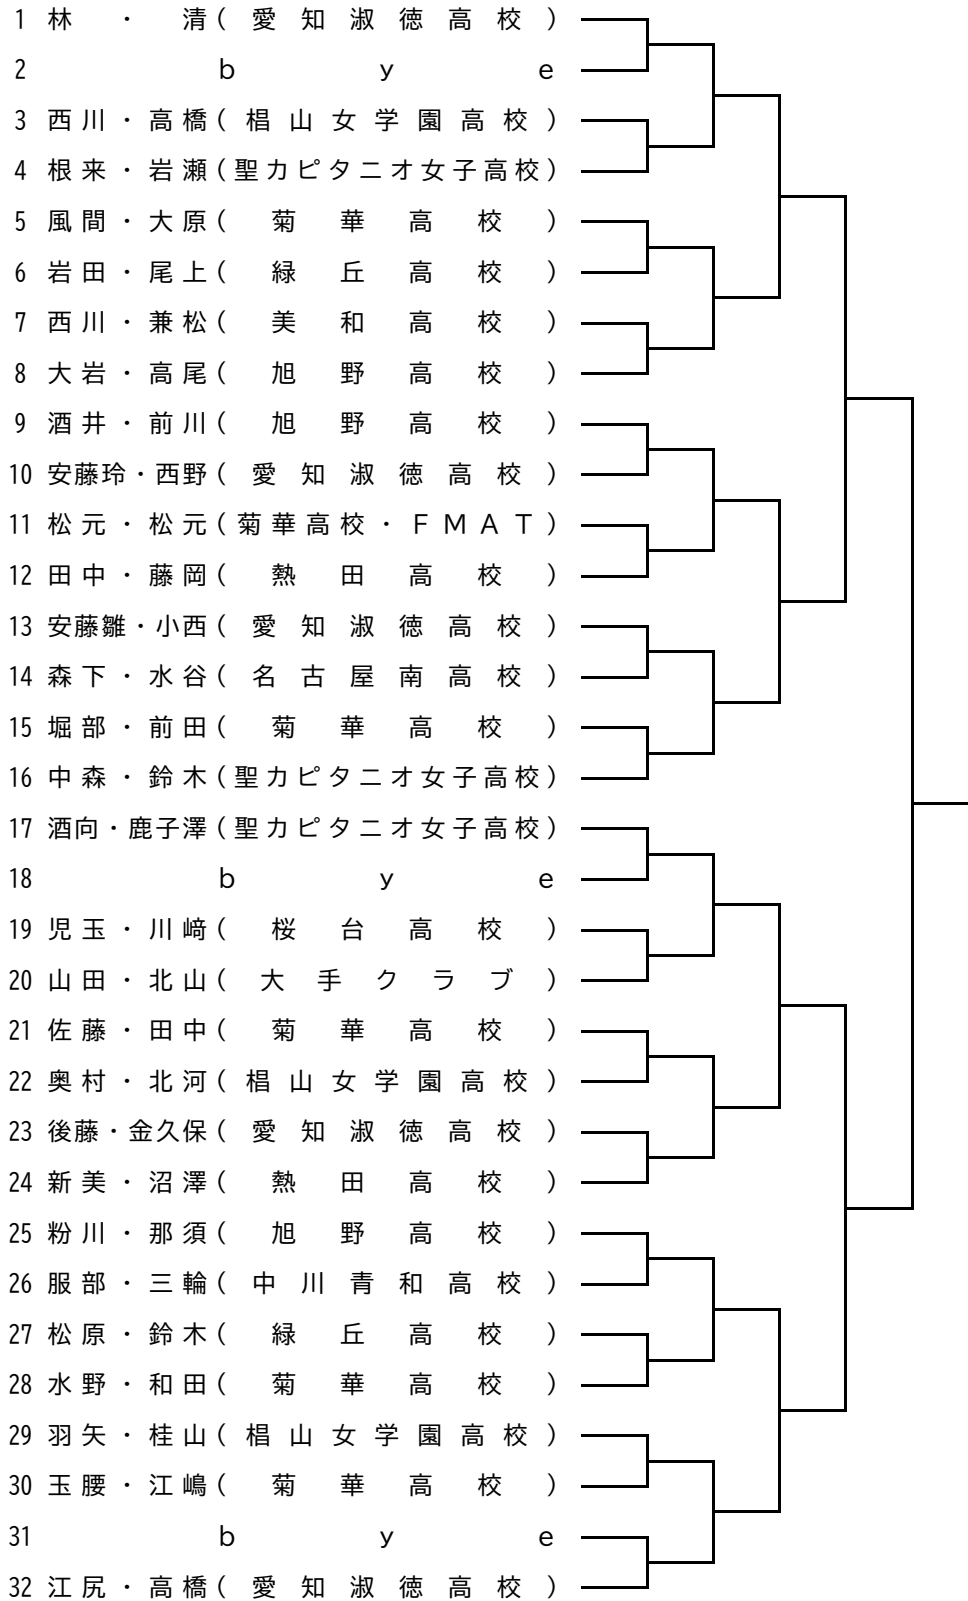 1 林・清(愛知淑徳高校)
2 bye
3 西川・高橋(椙山女学園高校)
4 根来・岩瀬(聖カピタニオ女子高校)
5 風間・大原(菊華高校)
6 岩田・尾上(緑丘高校)
7 西川・兼松(美和高校)
8 大岩・高尾(旭野高校)
9 酒井・前川(旭野高校)
10 安藤玲・西野(愛知淑徳高校)
11 松元・松元(菊華高校・FMAT)
12 田中・藤岡(熱田高校)
13 安藤雛・小西(愛知淑徳高校)
14 森下・水谷(名古屋南高校)
15 堀部・前田(菊華高校)
16 中森・鈴木(聖カピタニオ女子高校)
17 酒向・鹿子澤(聖カピタニオ女子高校)
18 bye
19 児玉・川﨑(桜台高校)
20 山田・北山(大手クラブ)
21 佐藤・田中(菊華高校)
22 奥村・北河(椙山女学園高校)
23 後藤・金久保(愛知淑徳高校)
24 新美・沼澤(熱田高校)
25 粉川・那須(旭野高校)
26 服部・三輪(中川青和高校)
27 松原・鈴木(緑丘高校)
28 水野・和田(菊華高校)
29 羽矢・桂山(椙山女学園高校)
30 玉腰・江嶋(菊華高校)
31 bye
32 江尻・高橋(愛知淑徳高校)